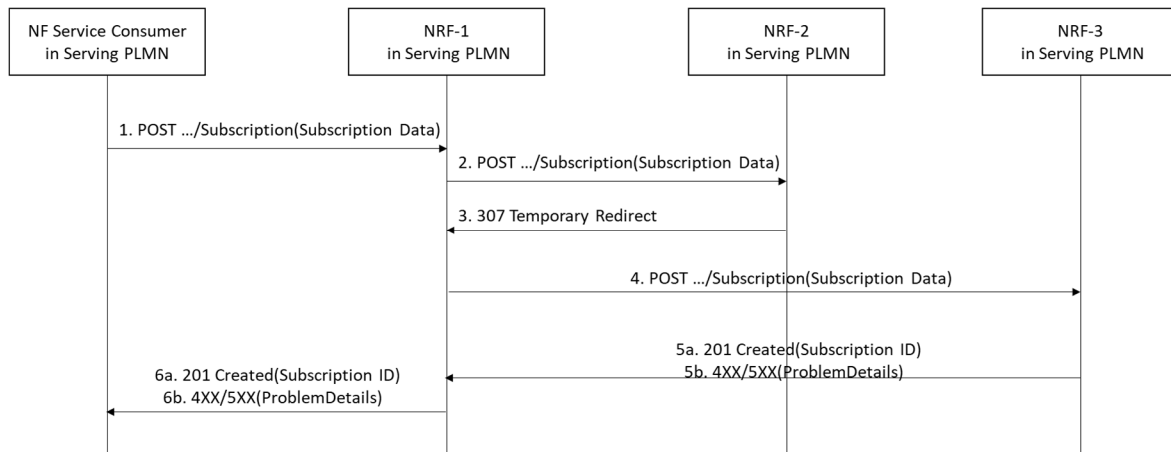 NF Service Consumer
in Serving PLMN
NRF-1
in Serving PLMN
NRF-2
in Serving PLMN
NRF-3
in Serving PLMN
1. POST .../Subscription(Subscription Data)
2. POST .../Subscription(Subscription Data)
3. 307 Temporary Redirect
4. POST .../Subscription(Subscription Data)
5a. 201 Created(Subscription ID)
5b. 4XX/5XX(ProblemDetails)
6a. 201 Created(Subscription ID)
6b. 4XX/5XX(ProblemDetails)